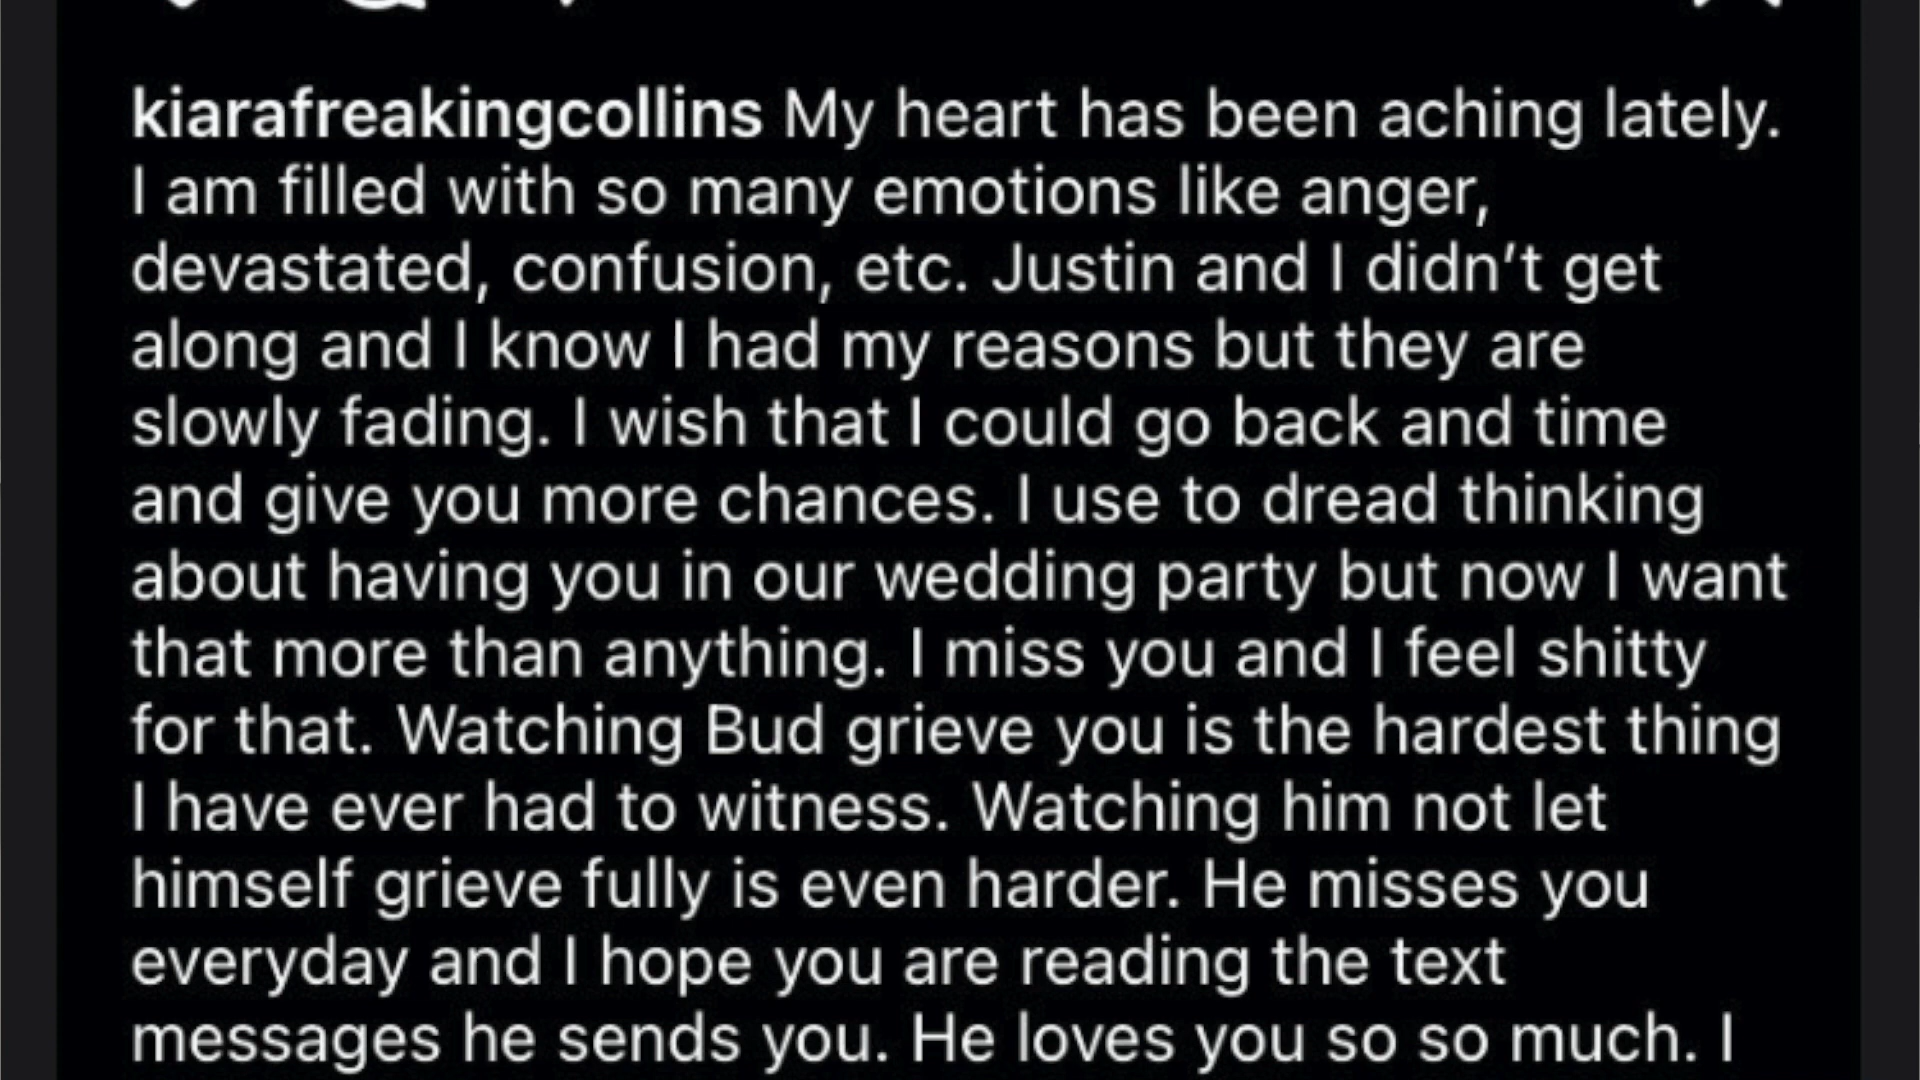 kiarafreakingcollins My heart has been aching lately.
I am filled with so many emotions like anger,
devastated, confusion, etc. Justin and I didn’t get
along and I know I had my reasons but they are
slowly fading. I wish that I could go back and time
and give you more chances. I use to dread thinking
about having you in our wedding party but now I want
that more than anything. I miss you and I feel shitty
for that. Watching Bud grieve you is the hardest thing
I have ever had to witness. Watching him not let
himself grieve fully is even harder. He misses you
everyday and I hope you are reading the text
messages he sends you. He loves you so so much. I